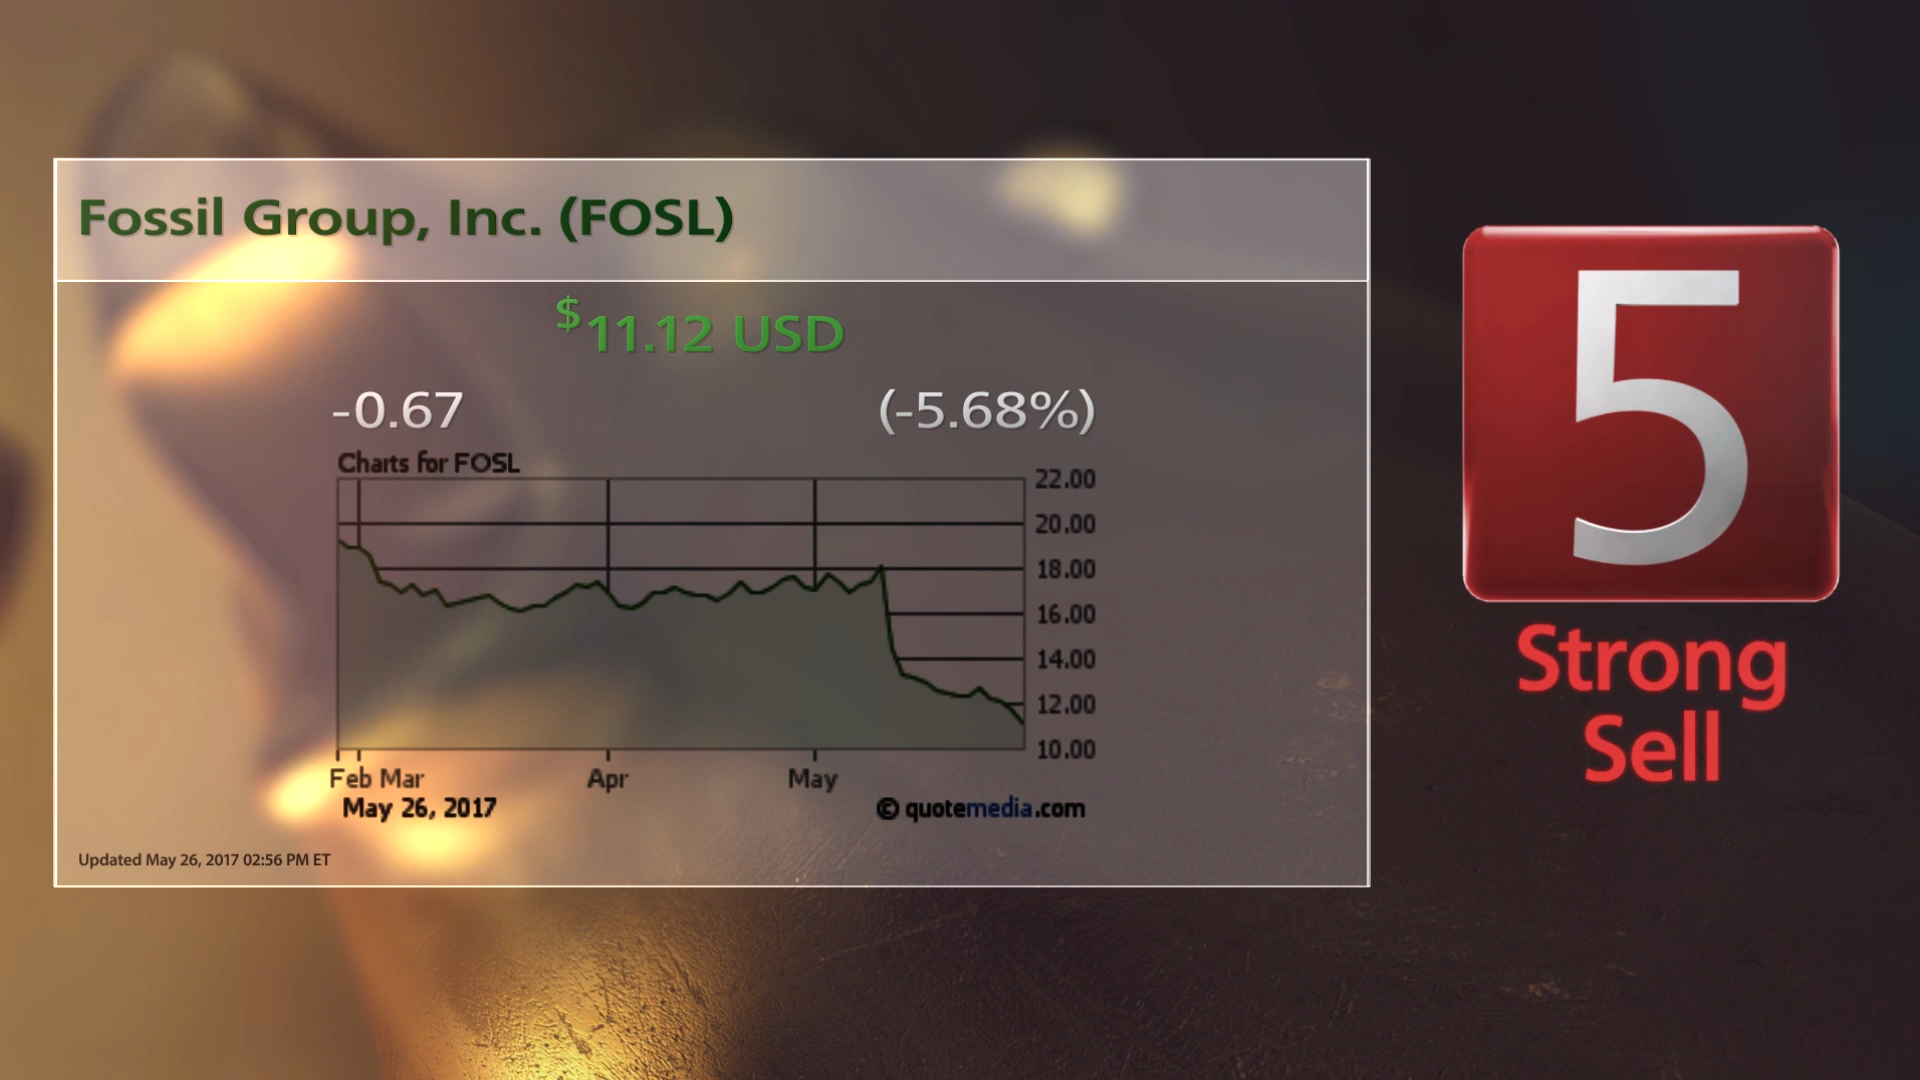 Fossil Group, Inc. (FOSL)
$11.12 USD
-0.67 (-5.68%)
Charts for FOSL
22.00
20.00
18.00
16.00
14.00
12.00
10.00
Feb Mar Apr May
May 26, 2017 © quotemedia.com
Updated May 26, 2017 02:56 PM ET
5
Strong
Sell